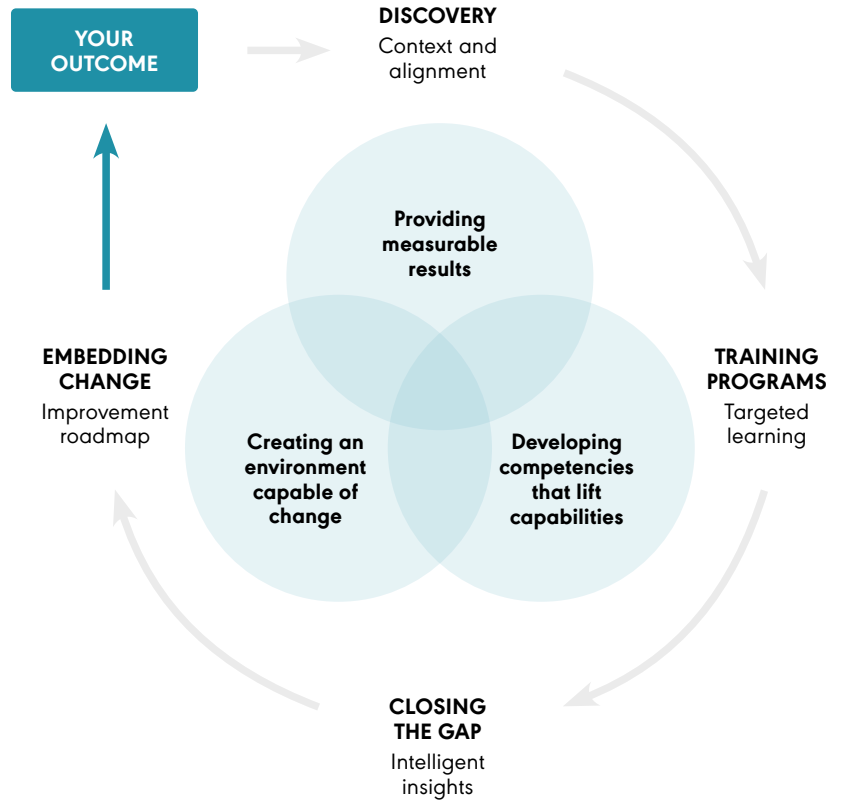 YOUR
OUTCOME
DISCOVERY
Context and
alignment
Providing
measurable
results
EMBEDDING
CHANGE
Improvement
roadmap
TRAINING
PROGRAMS
Targeted
learning
Creating an
environment
capable of
change
Developing
competencies
that lift
capabilities
CLOSING
THE GAP
Intelligent
insights